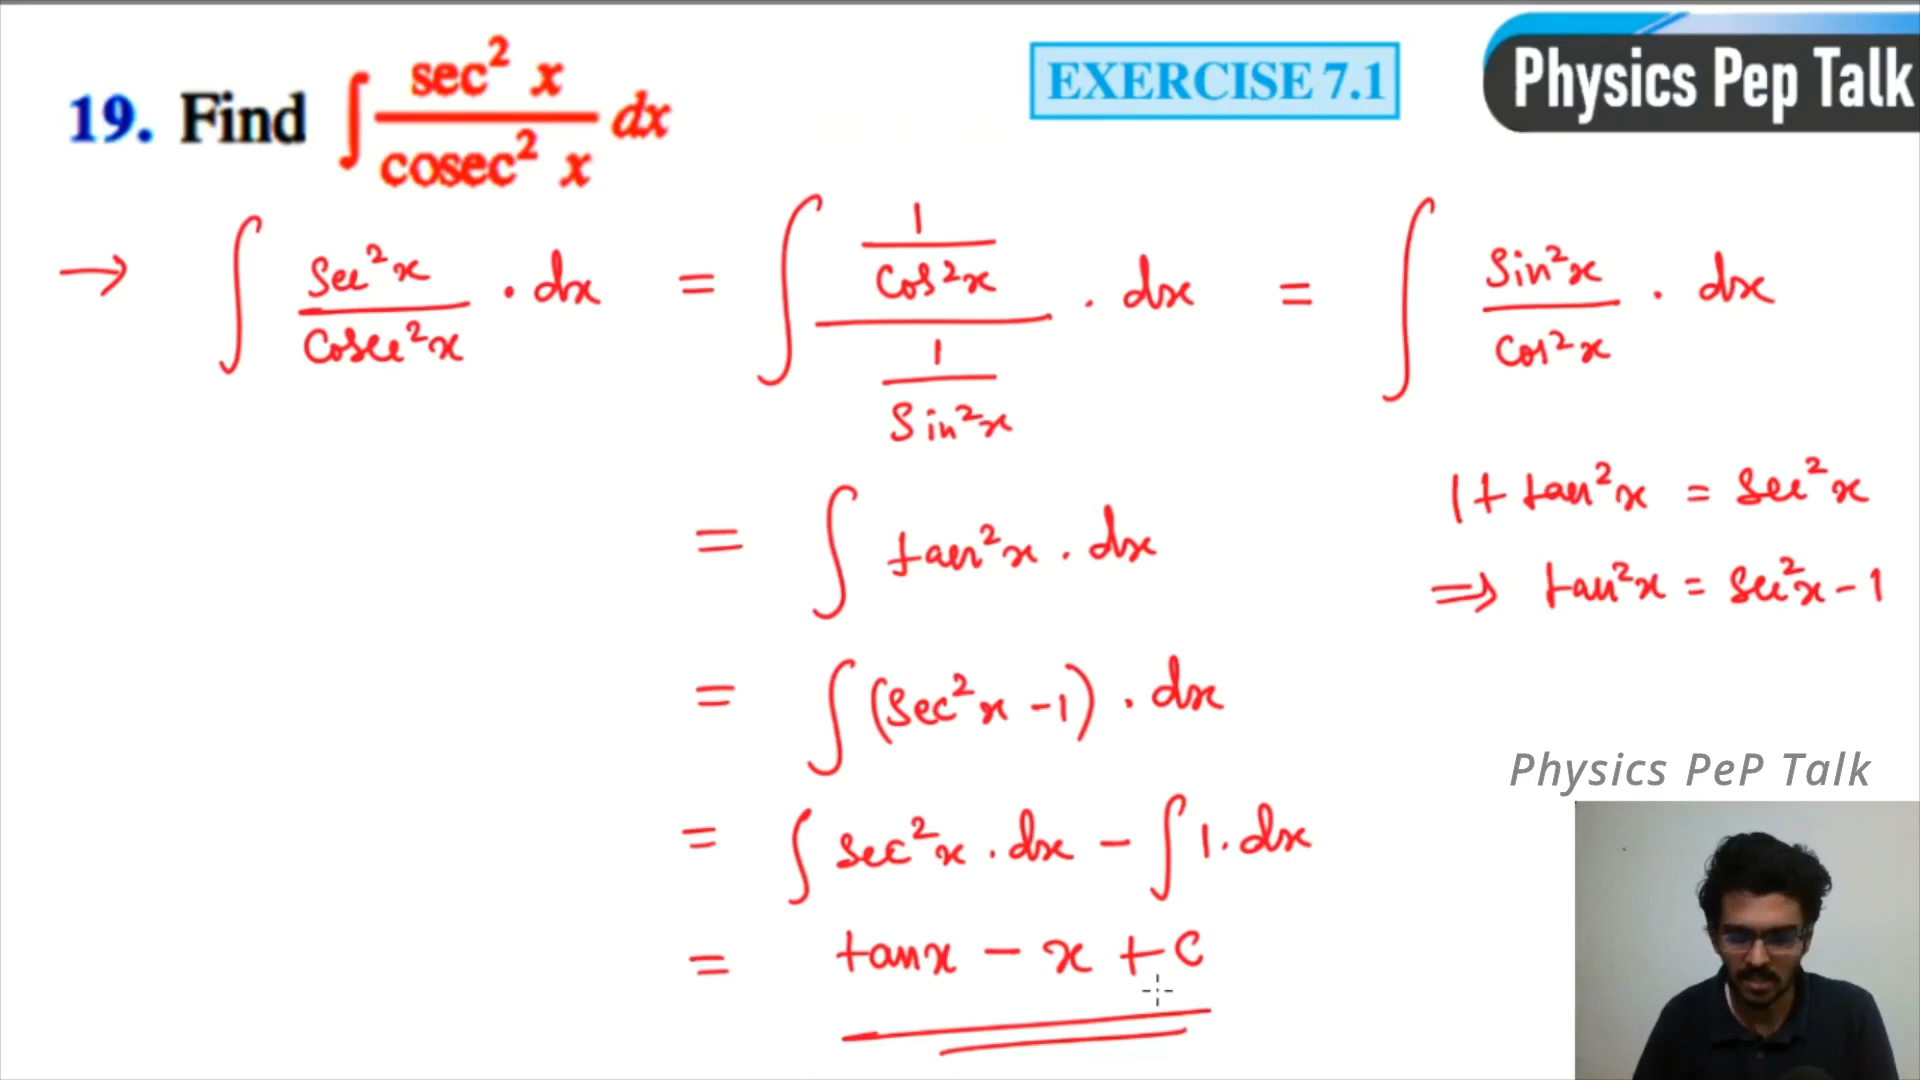 19. Find ∫ sec² x / cosec² x dx
EXERCISE 7.1
Physics Pep Talk
→ ∫ Sec²x / Cosec²x · dx = ∫ (1 / Cos²x) / (1 / Sin²x) · dx = ∫ Sin²x / Cos²x · dx
1 + tan²x = Sec²x
= ∫ tan²x · dx
⇒ tan²x = Sec²x - 1
= ∫ (Sec²x - 1) · dx
Physics PeP Talk
= ∫ Sec²x · dx - ∫ 1 · dx
= tanx - x + C